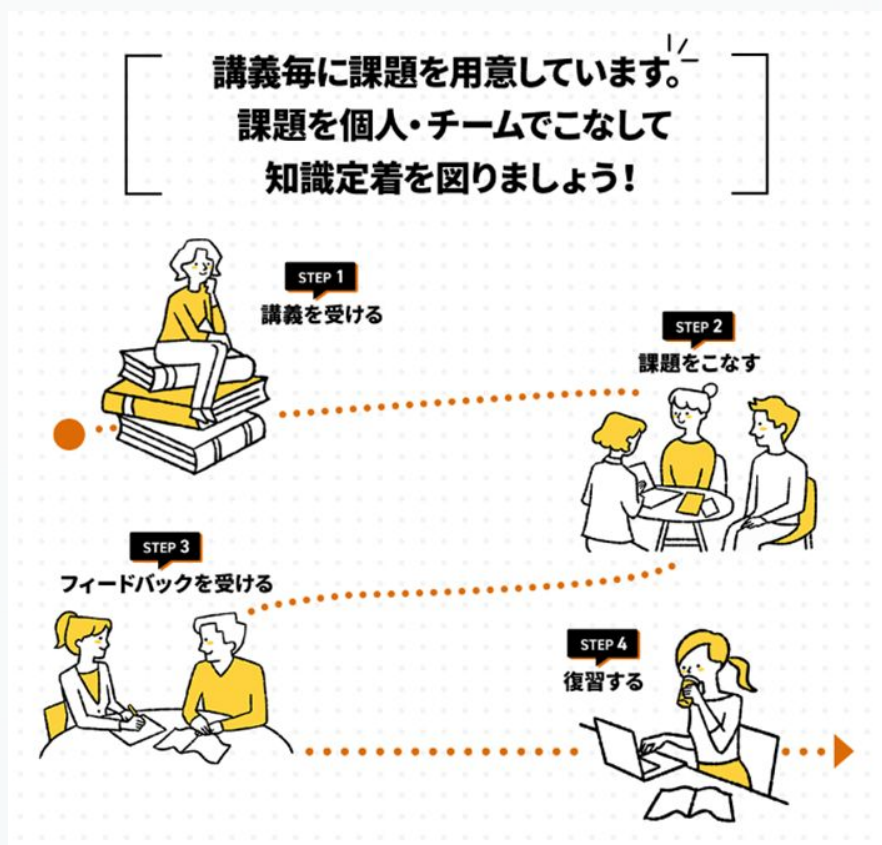 講義毎に課題を用意しています。
課題を個人・チームでこなして
知識定着を図りましょう!
STEP 1
講義を受ける
STEP 2
課題をこなす
STEP 3
フィードバックを受ける
STEP 4
復習する